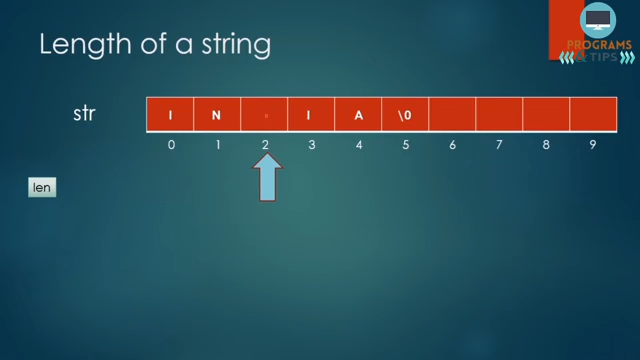 Length of a string
PROGRAMS
& TIPS
str
I N I A \0
0 1 2 3 4 5 6 7 8 9
len